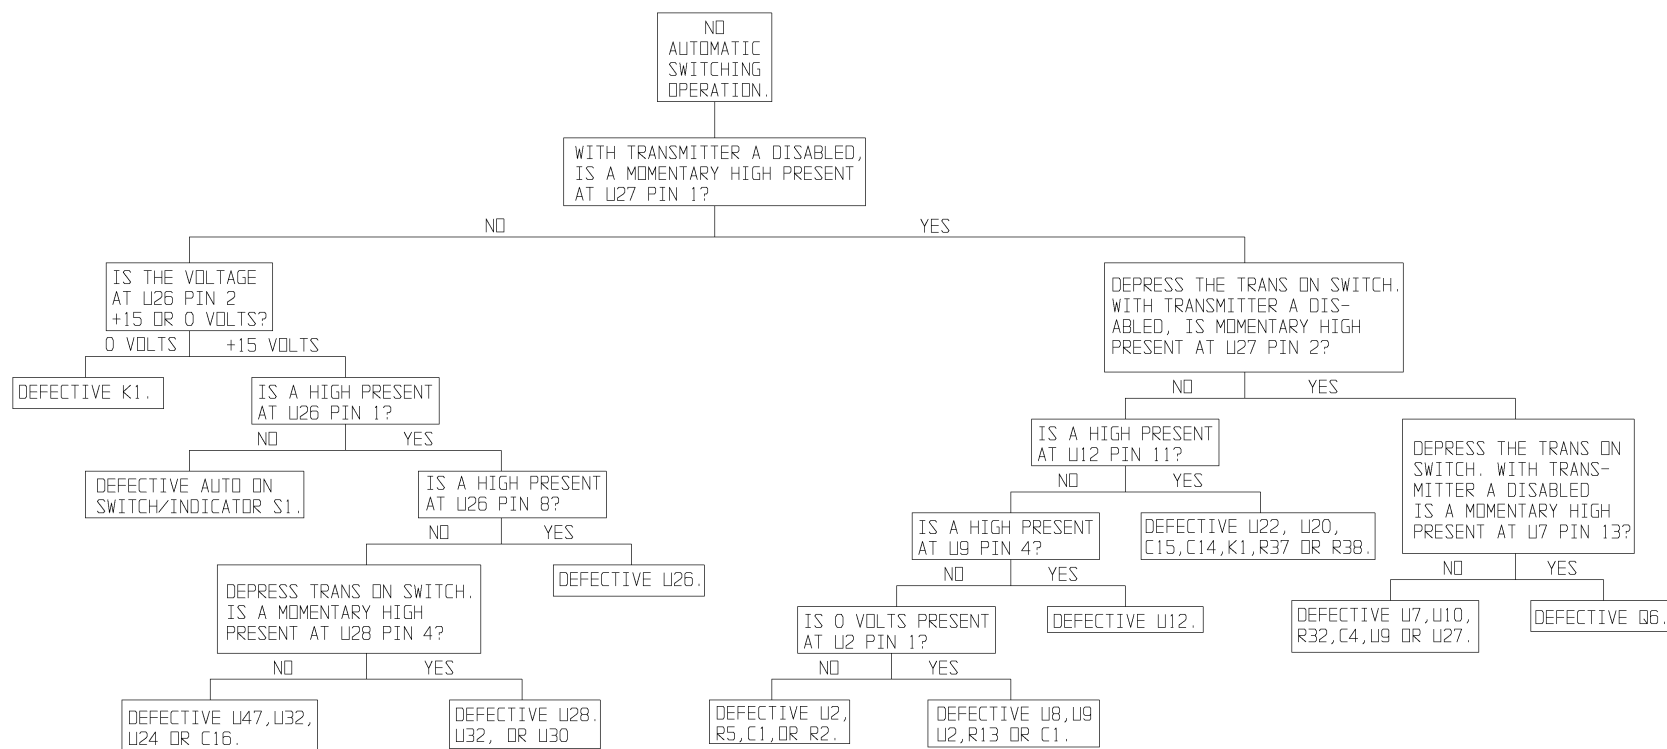 NO
AUTOMATIC
SWITCHING
OPERATION.
WITH TRANSMITTER A DISABLED,
IS A MOMENTARY HIGH PRESENT
AT U27 PIN 1?
NO
YES
IS THE VOLTAGE
AT U26 PIN 2
+15 OR 0 VOLTS?
0 VOLTS
+15 VOLTS
DEFECTIVE K1.
IS A HIGH PRESENT
AT U26 PIN 1?
NO
YES
DEFECTIVE AUTO ON
SWITCH/INDICATOR S1.
IS A HIGH PRESENT
AT U26 PIN 8?
NO
YES
DEPRESS TRANS ON SWITCH.
IS A MOMENTARY HIGH
PRESENT AT U28 PIN 4?
DEFECTIVE U26.
NO
YES
DEFECTIVE U47,U32,
U24 OR C16.
DEFECTIVE U28.
U32, OR U30
DEPRESS THE TRANS ON SWITCH.
WITH TRANSMITTER A DIS-
ABLED, IS MOMENTARY HIGH
PRESENT AT U27 PIN 2?
NO
YES
IS A HIGH PRESENT
AT U12 PIN 11?
NO
YES
IS A HIGH PRESENT
AT U9 PIN 4?
DEFECTIVE U22, U20,
C15,C14,K1,R37 OR R38.
NO
YES
IS 0 VOLTS PRESENT
AT U2 PIN 1?
DEFECTIVE U12.
NO
YES
DEFECTIVE U2,
R5,C1,OR R2.
DEFECTIVE U8,U9
U2,R13 OR C1.
DEPRESS THE TRANS ON
SWITCH. WITH TRANS-
MITTER A DISABLED
IS A MOMENTARY HIGH
PRESENT AT U7 PIN 13?
NO
YES
DEFECTIVE U7,U10,
R32,C4,U9 OR U27.
DEFECTIVE Q6.